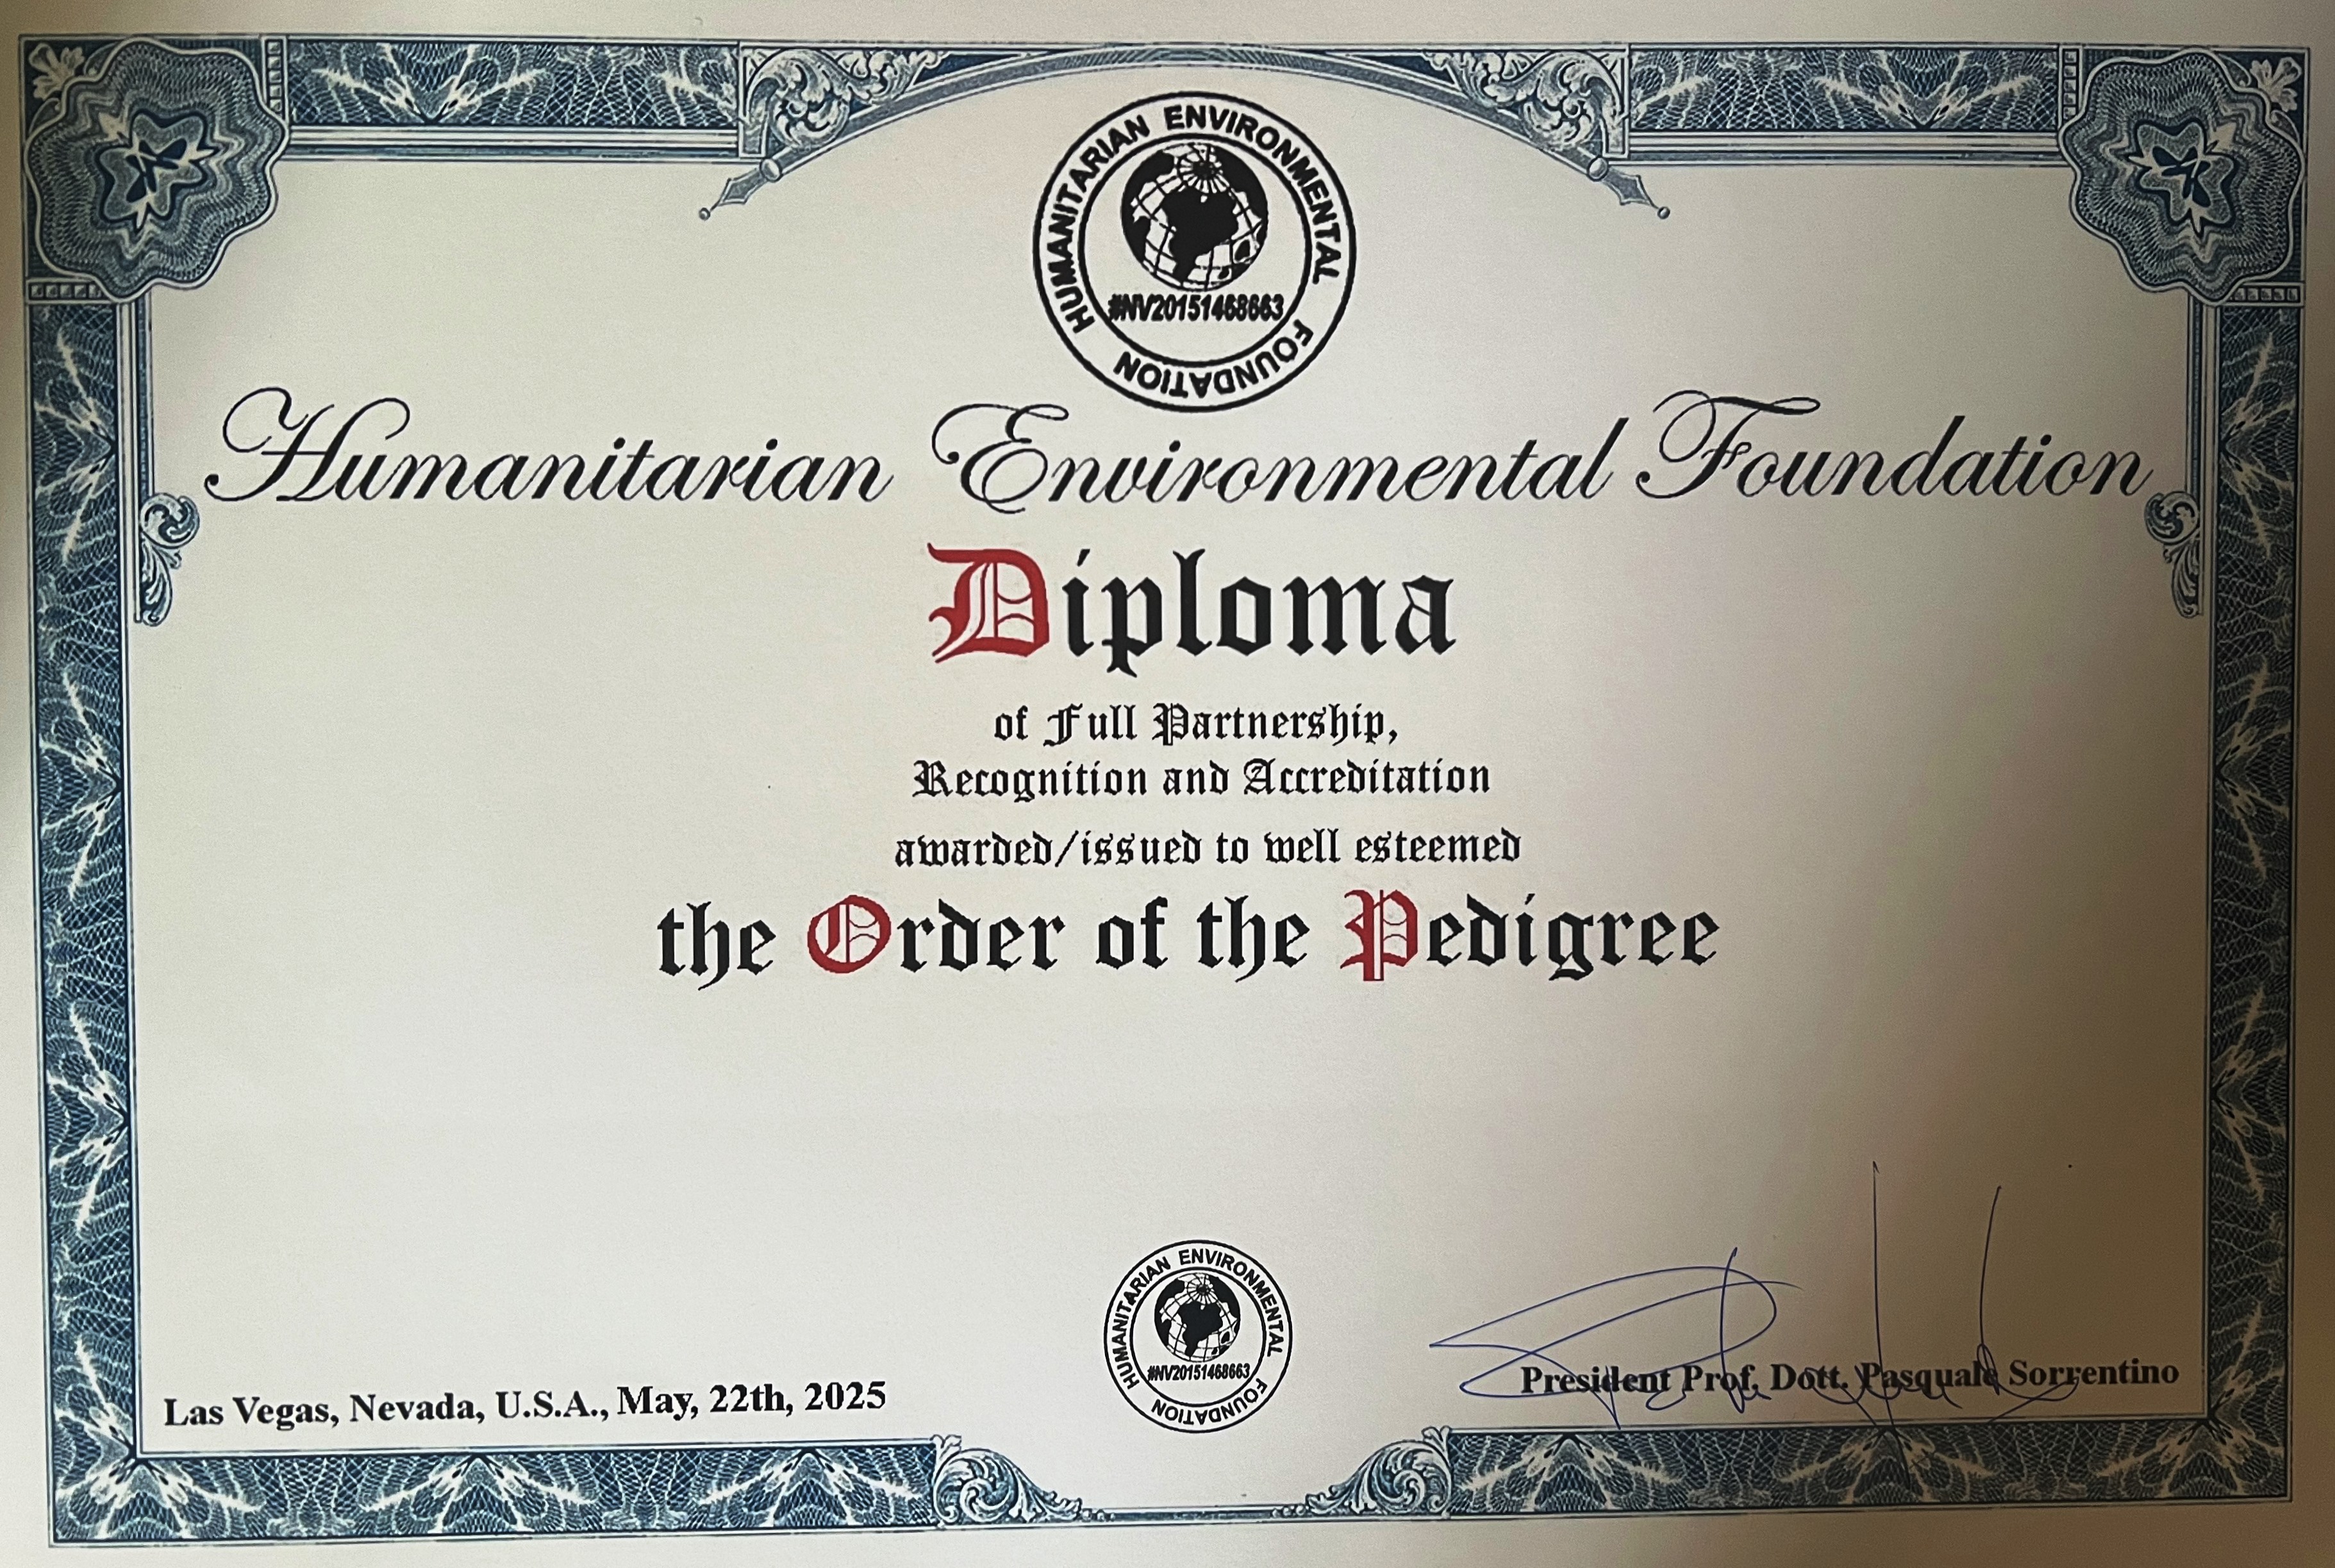 HUMANITARIAN ENVIRONMENTAL FOUNDATION
#NV20151468663
Humanitarian Environmental Foundation
Diploma
of Full Partnership,
Recognition and Accreditation
awarded/issued to well esteemed
the Order of the Pedigree
HUMANITARIAN ENVIRONMENTAL FOUNDATION
#NV20151468663
Las Vegas, Nevada, U.S.A., May, 22th, 2025
President Prof. Dott. Pasquale Sorrentino